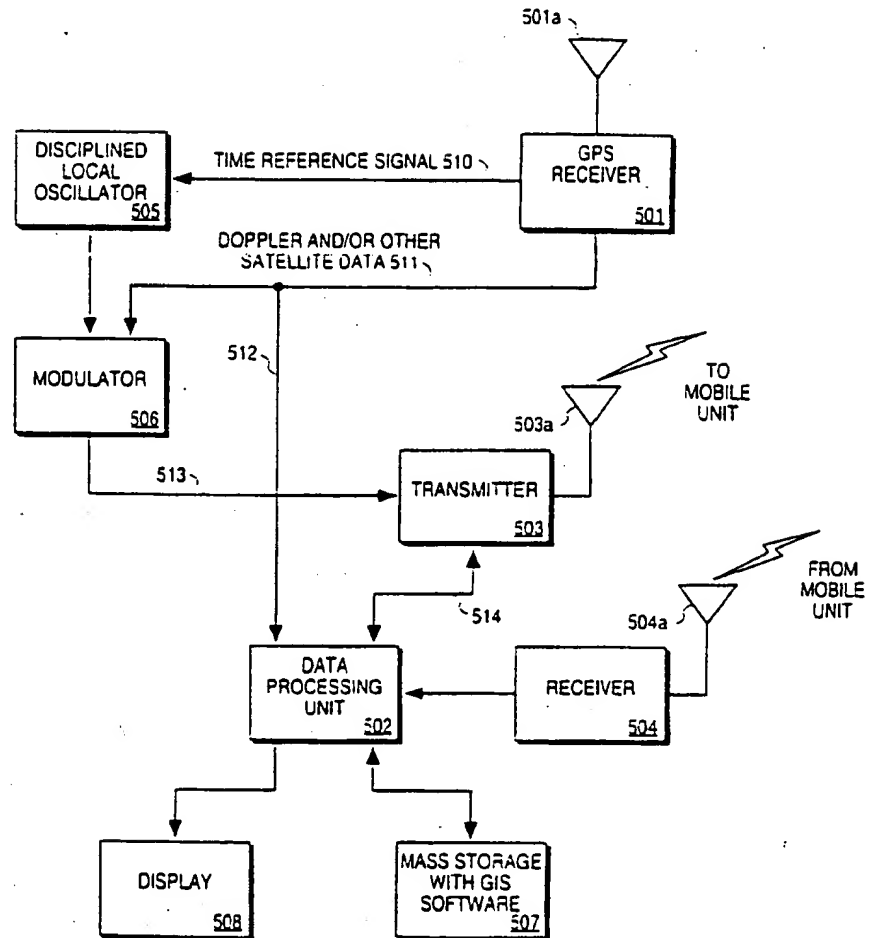 501a
DISCIPLINED
LOCAL
OSCILLATOR
505
TIME REFERENCE SIGNAL 510
GPS
RECEIVER
501
DOPPLER AND/OR OTHER
SATELLITE DATA 511
MODULATOR
506
512
503a
TO
MOBILE
UNIT
513
TRANSMITTER
503
514
504a
FROM
MOBILE
UNIT
DATA
PROCESSING
UNIT
502
RECEIVER
504
DISPLAY
508
MASS STORAGE
WITH GIS
SOFTWARE
507